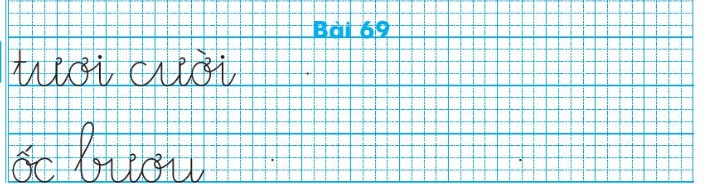 Bài 69
tươi cười
ốc bươu